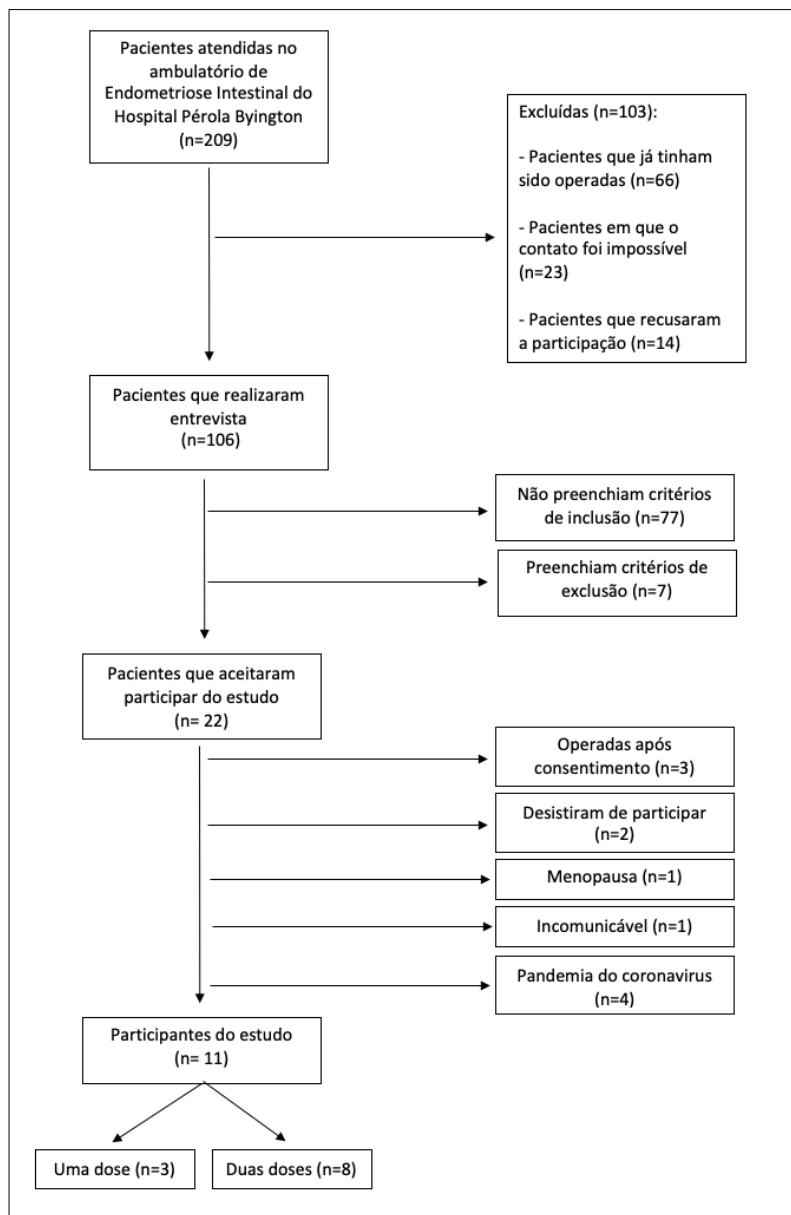 Pacientes atendidas no
ambulatório de
Endometriose Intestinal do
Hospital Pérola Byington
(n=209)
Excluídas (n=103):
- Pacientes que já tinham
sido operadas (n=66)
- Pacientes em que o
contato foi impossível
(n=23)
- Pacientes que recusaram
a participação (n=14)
Pacientes que realizaram
entrevista
(n=106)
Não preenchiam critérios
de inclusão (n=77)
Preenchiam critérios de
exclusão (n=7)
Pacientes que aceitaram
participar do estudo
(n= 22)
Operadas após
consentimento (n=3)
Desistiram de participar
(n=2)
Menopausa (n=1)
Incomunicável (n=1)
Pandemia do coronavirus
(n=4)
Participantes do estudo
(n= 11)
Uma dose (n=3)
Duas doses (n=8)